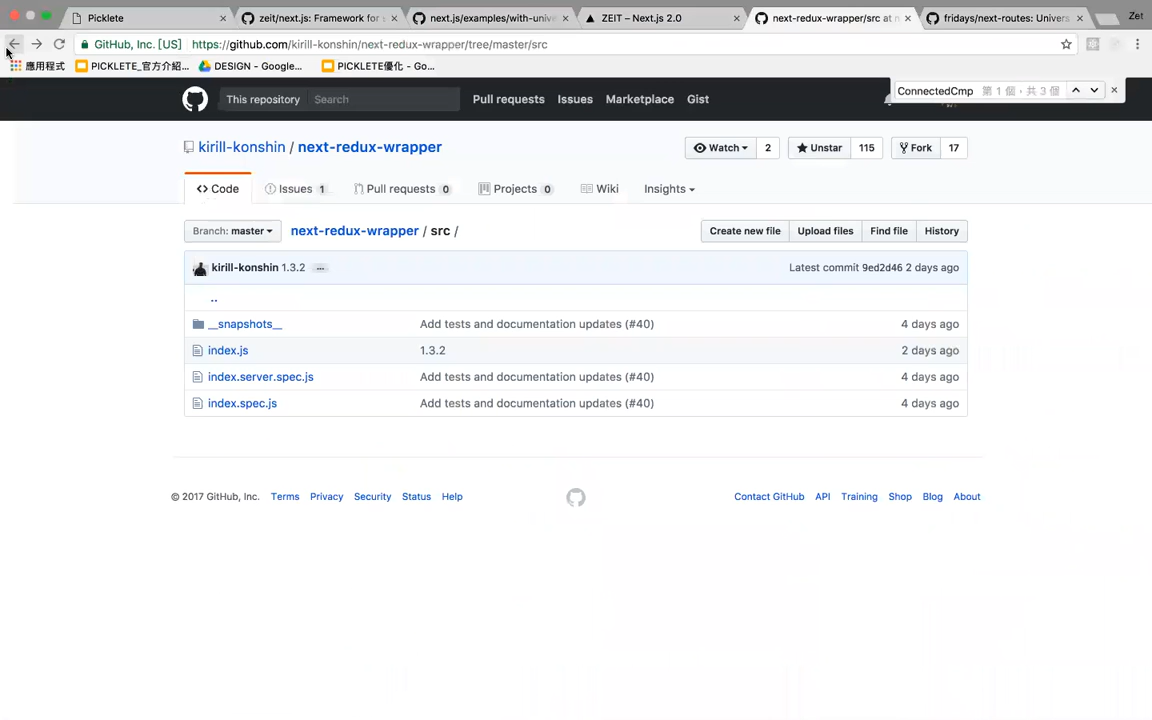 Picklete
zeit/next.js: Framework for s
next.js/examples/with-unive
ZEIT – Next.js 2.0
next-redux-wrapper/src at m
fridays/next-routes: Univers
Zet
GitHub, Inc. [US] https://github.com/kirill-konshin/next-redux-wrapper/tree/master/src
應用程式 PICKLETE_官方介紹... DESIGN - Google... PICKLETE優化 - Go...
ConnectedCmp 第 1 個，共 3 個
This repository Search Pull requests Issues Marketplace Gist
kirill-konshin / next-redux-wrapper
Watch 2 Unstar 115 Fork 17
Code Issues 1 Pull requests 0 Projects 0 Wiki Insights
Branch: master next-redux-wrapper / src / Create new file Upload files Find file History
kirill-konshin 1.3.2 ... Latest commit 9ed2d46 2 days ago
..
__snapshots__ Add tests and documentation updates (#40) 4 days ago
index.js 1.3.2 2 days ago
index.server.spec.js Add tests and documentation updates (#40) 4 days ago
index.spec.js Add tests and documentation updates (#40) 4 days ago
© 2017 GitHub, Inc. Terms Privacy Security Status Help Contact GitHub API Training Shop Blog About